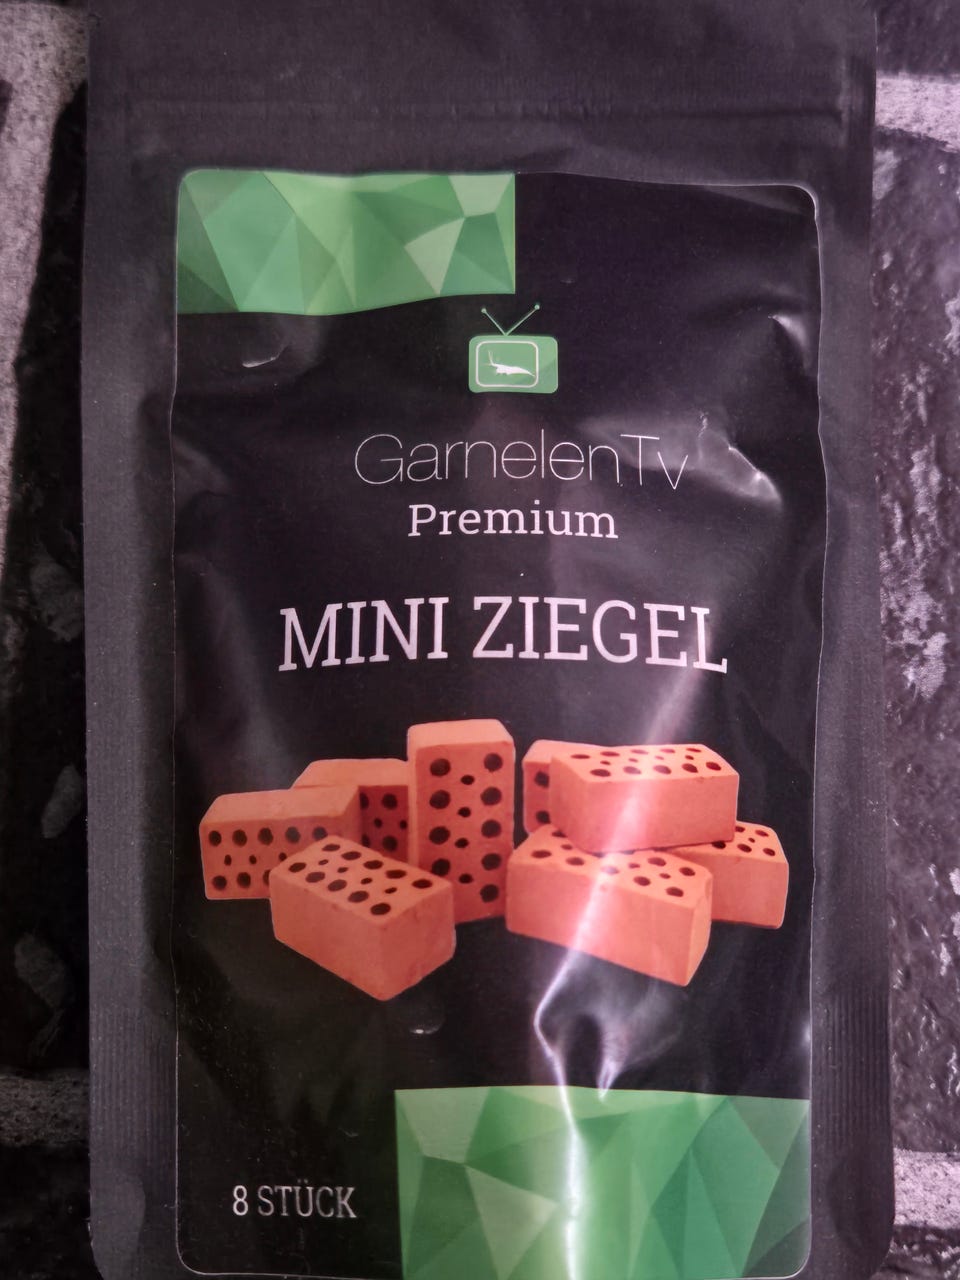 GarnelenTv
Premium
MINI ZIEGEL
8 STÜCK